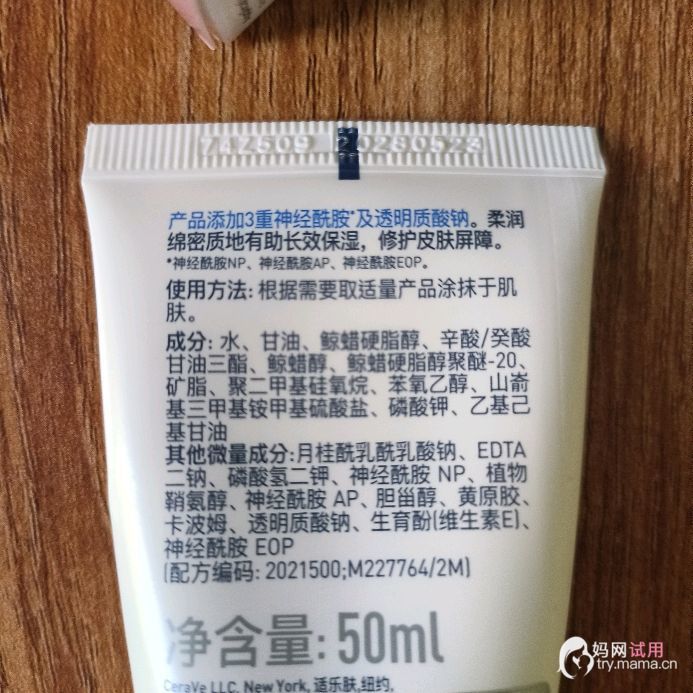 20280523
产品添加3重神经酰胺*及透明质酸钠。柔润
绵密质地有助长效保湿，修护皮肤屏障。
*神经酰胺NP、神经酰胺AP、神经酰胺EOP。
使用方法：根据需要取适量产品涂抹于肌
肤。
成分：水、甘油、鲸蜡硬脂醇、辛酸/癸酸
甘油三酯、鲸蜡醇、鲸蜡硬脂醇聚醚-20、
矿脂、聚二甲基硅氧烷、苯氧乙醇、山嵛
基三甲基铵甲基硫酸盐、磷酸钾、乙基己
基甘油
其他微量成分:月桂酰乳酰乳酸钠、EDTA
二钠、磷酸氢二钾、神经酰胺 NP、植物
鞘氨醇、神经酰胺 AP、胆甾醇、黄原胶、
卡波姆、透明质酸钠、生育酚(维生素E)、
神经酰胺 EOP
(配方编码: 2021500;M227764/2M)
净含量: 50ml
CeraVe LLC, New York, 适乐肤,纽约,
妈网试用
try.mama.cn